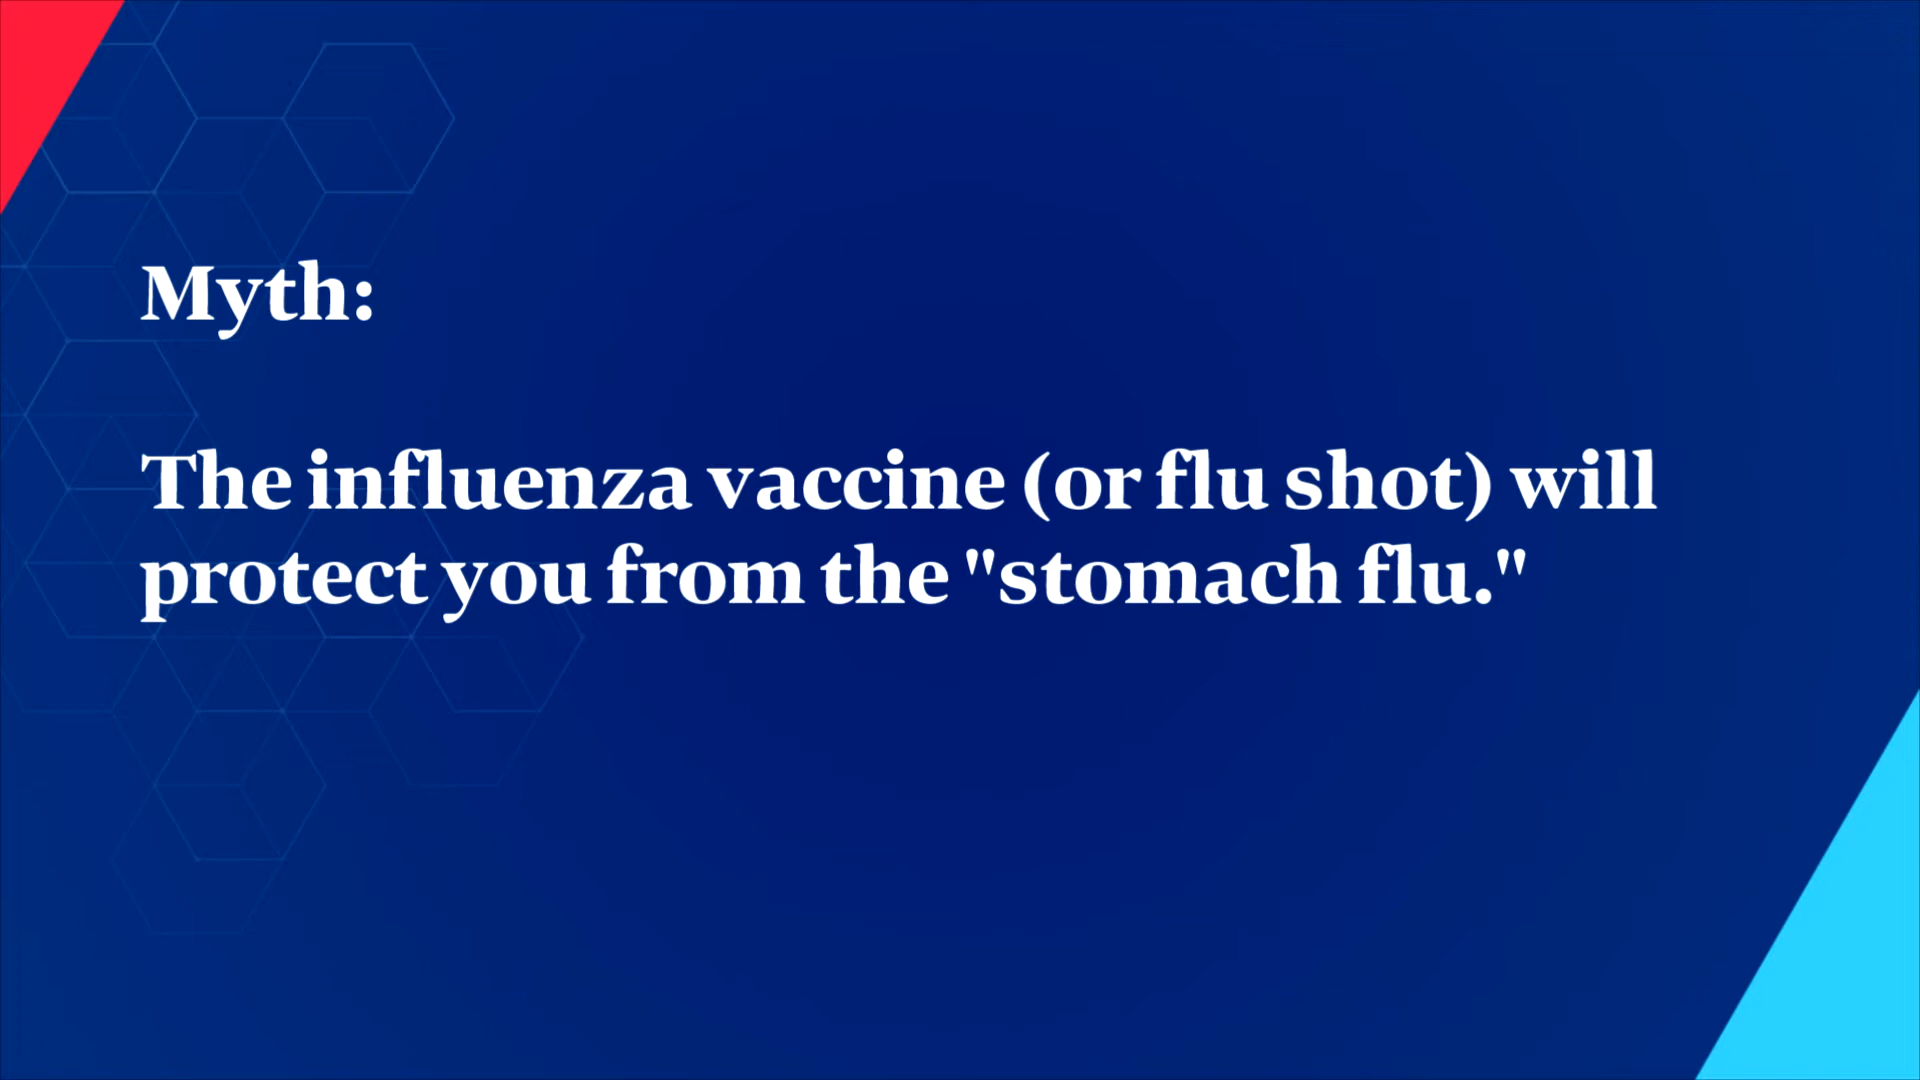 Myth:
The influenza vaccine (or flu shot) will
protect you from the "stomach flu."